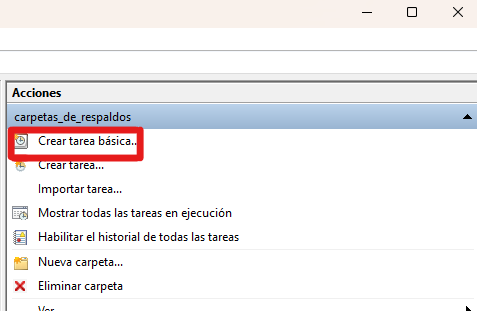 Acciones
carpetas_de_respaldos
Crear tarea básica...
Crear tarea...
Importar tarea...
Mostrar todas las tareas en ejecución
Habilitar el historial de todas las tareas
Nueva carpeta...
Eliminar carpeta
Ver